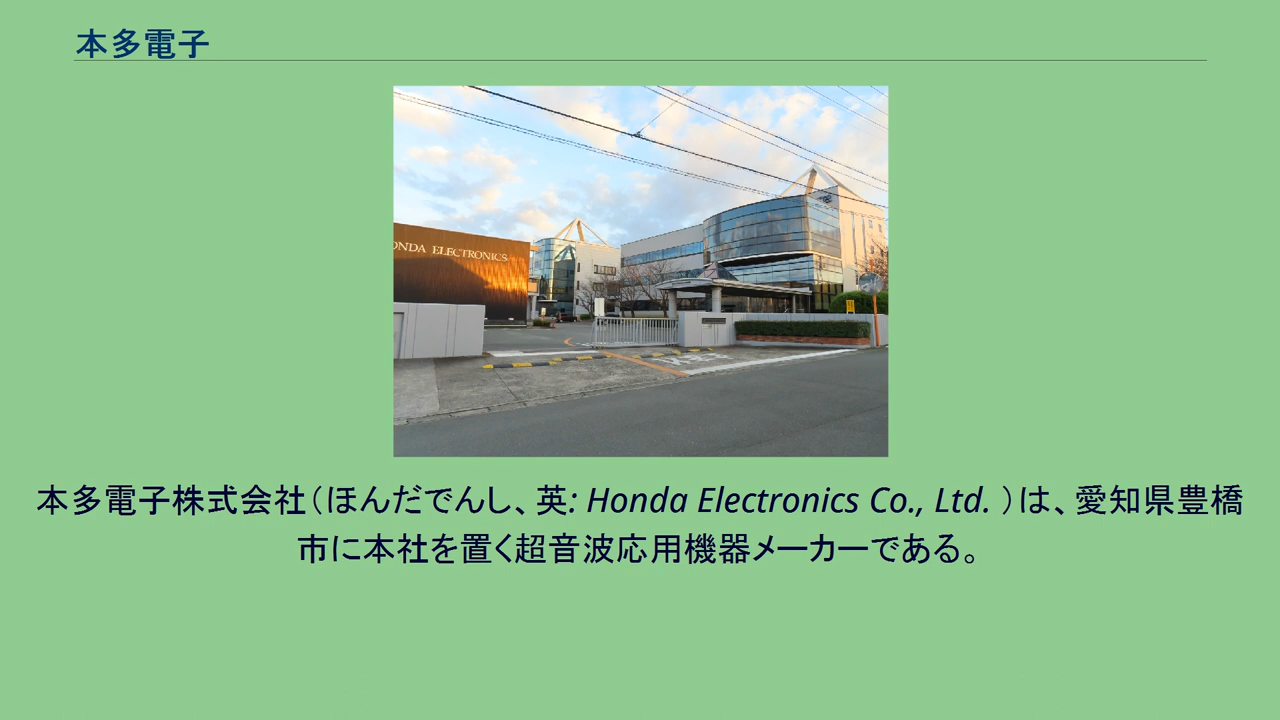 本多電子
ONDA ELECTRONICS
本多電子株式会社（ほんだでんし、英: Honda Electronics Co., Ltd. ）は、愛知県豊橋
市に本社を置く超音波応用機器メーカーである。